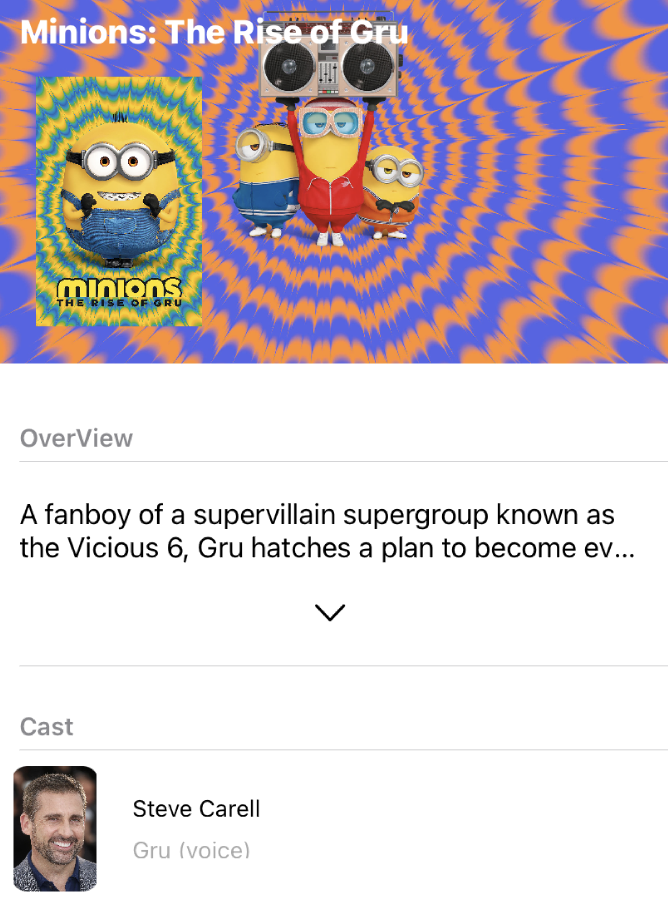 Minions: The Rise of Gru
minions
THE RISE OF GRU
OverView
A fanboy of a supervillain supergroup known as
the Vicious 6, Gru hatches a plan to become ev...
Cast
Steve Carell
Gru (voice)